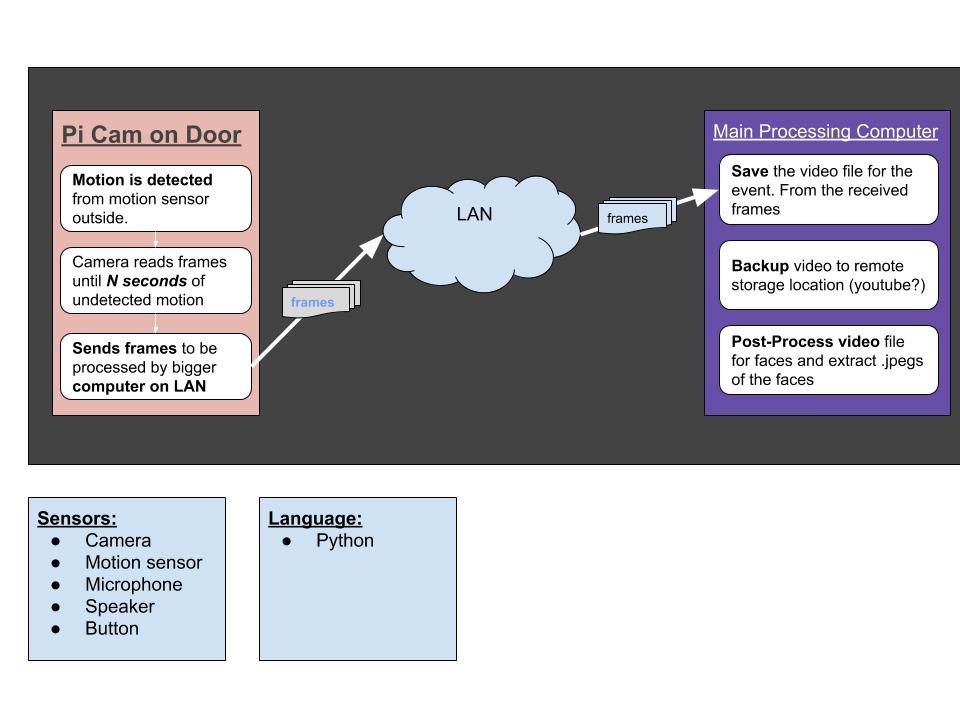 Pi Cam on Door
Motion is detected
from motion sensor
outside.
Camera reads frames
until N seconds of
undetected motion
Sends frames to be
processed by bigger
computer on LAN
frames
LAN
frames
Main Processing Computer
Save the video file for the
event. From the received
frames
Backup video to remote
storage location (youtube?)
Post-Process video file
for faces and extract .jpegs
of the faces
Sensors:
● Camera
● Motion sensor
● Microphone
● Speaker
● Button
Language:
● Python